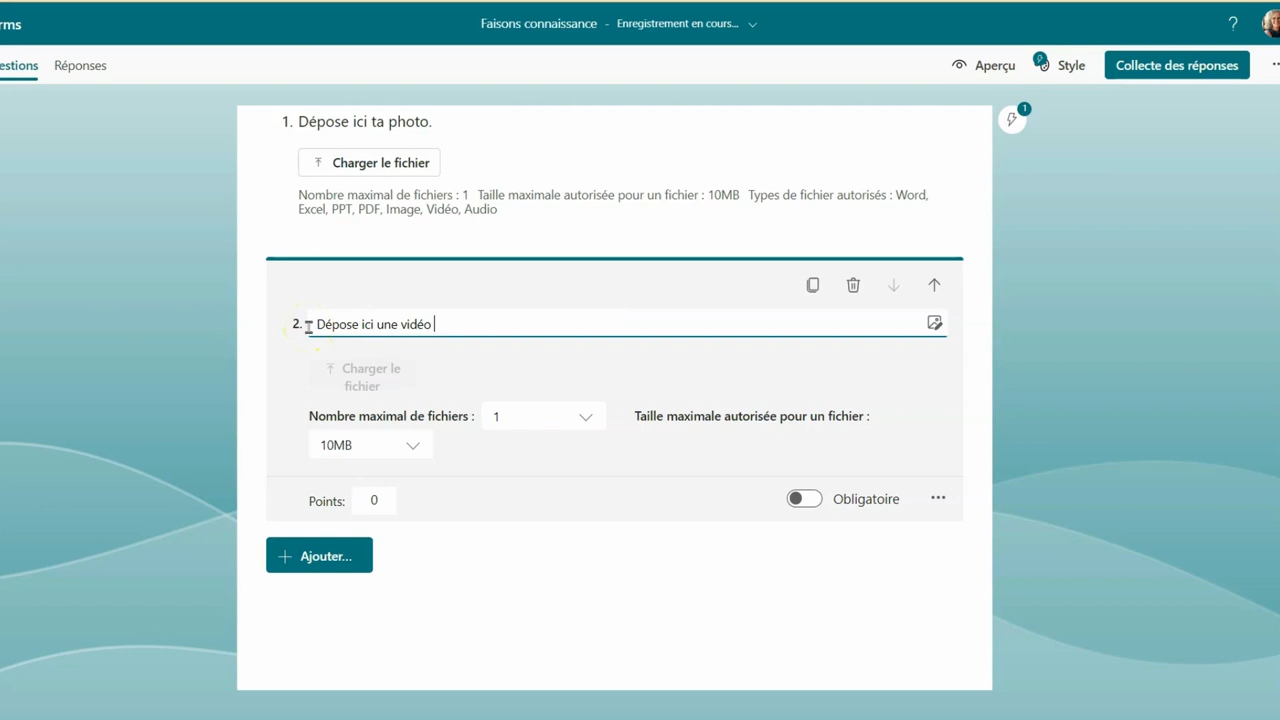 rms
Faisons connaissance - Enregistrement en cours...
?
estions
Réponses
Aperçu
Style
Collecte des réponses
1. Dépose ici ta photo.
1
Charger le fichier
Nombre maximal de fichiers : 1 Taille maximale autorisée pour un fichier : 10MB Types de fichier autorisés : Word,
Excel, PPT, PDF, Image, Vidéo, Audio
2. Dépose ici une vidéo
Charger le
fichier
Nombre maximal de fichiers : 1 Taille maximale autorisée pour un fichier :
10MB
Points: 0
Obligatoire
Ajouter...